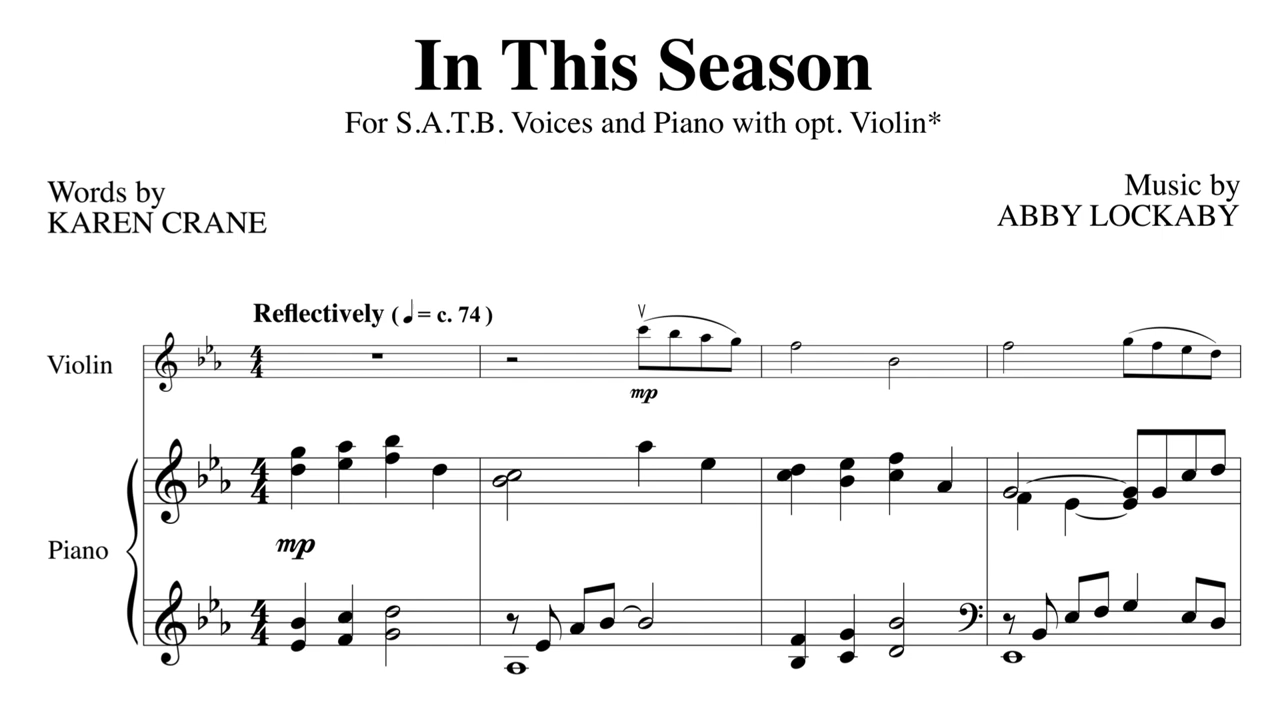 In This Season
For S.A.T.B. Voices and Piano with opt. Violin*
Words by
KAREN CRANE
Music by
ABBY LOCKABY
Reflectively (♩= c. 74 )
Violin
mp
Piano
mp